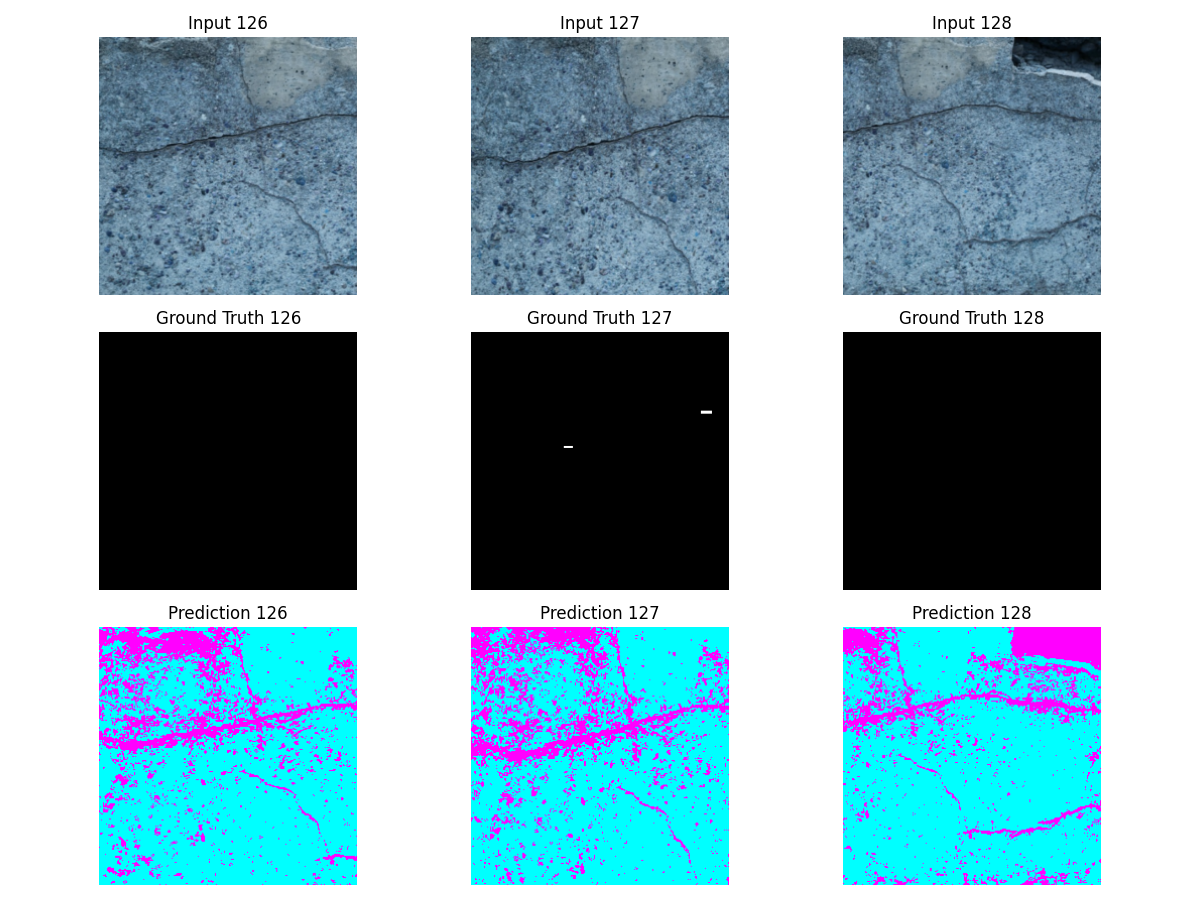 Input 126
Input 127
Input 128
Ground Truth 126
Ground Truth 127
Ground Truth 128
Prediction 126
Prediction 127
Prediction 128